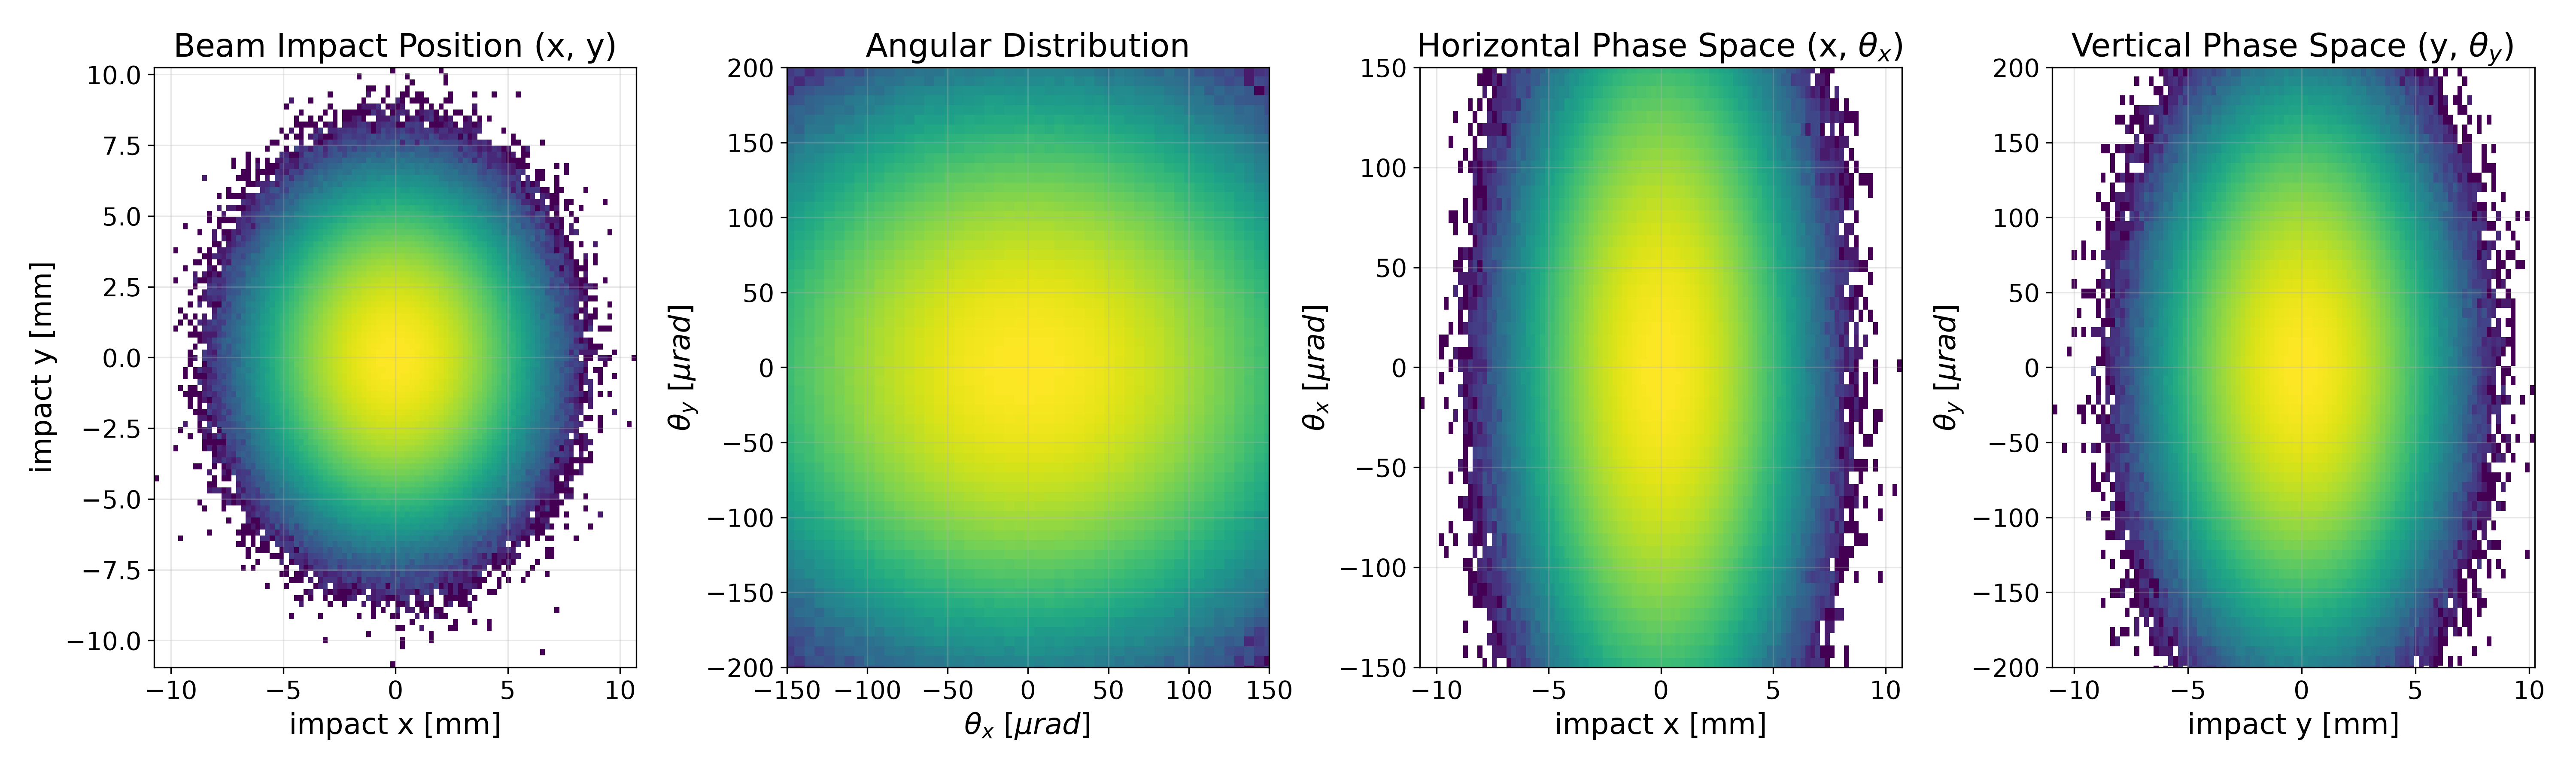 Beam Impact Position (x, y)
10.0
7.5
5.0
2.5
0.0
−2.5
−5.0
−7.5
−10.0
impact y [mm]
−10 −5 0 5 10
impact x [mm]
Angular Distribution
200
150
100
50
0
−50
−100
−150
−200
θy [μrad]
−150 −100 −50 0 50 100 150
θx [μrad]
Horizontal Phase Space (x, θx)
150
100
50
0
−50
−100
−150
θx [μrad]
−10 −5 0 5 10
impact x [mm]
Vertical Phase Space (y, θy)
200
150
100
50
0
−50
−100
−150
−200
θy [μrad]
−10 −5 0 5 10
impact y [mm]